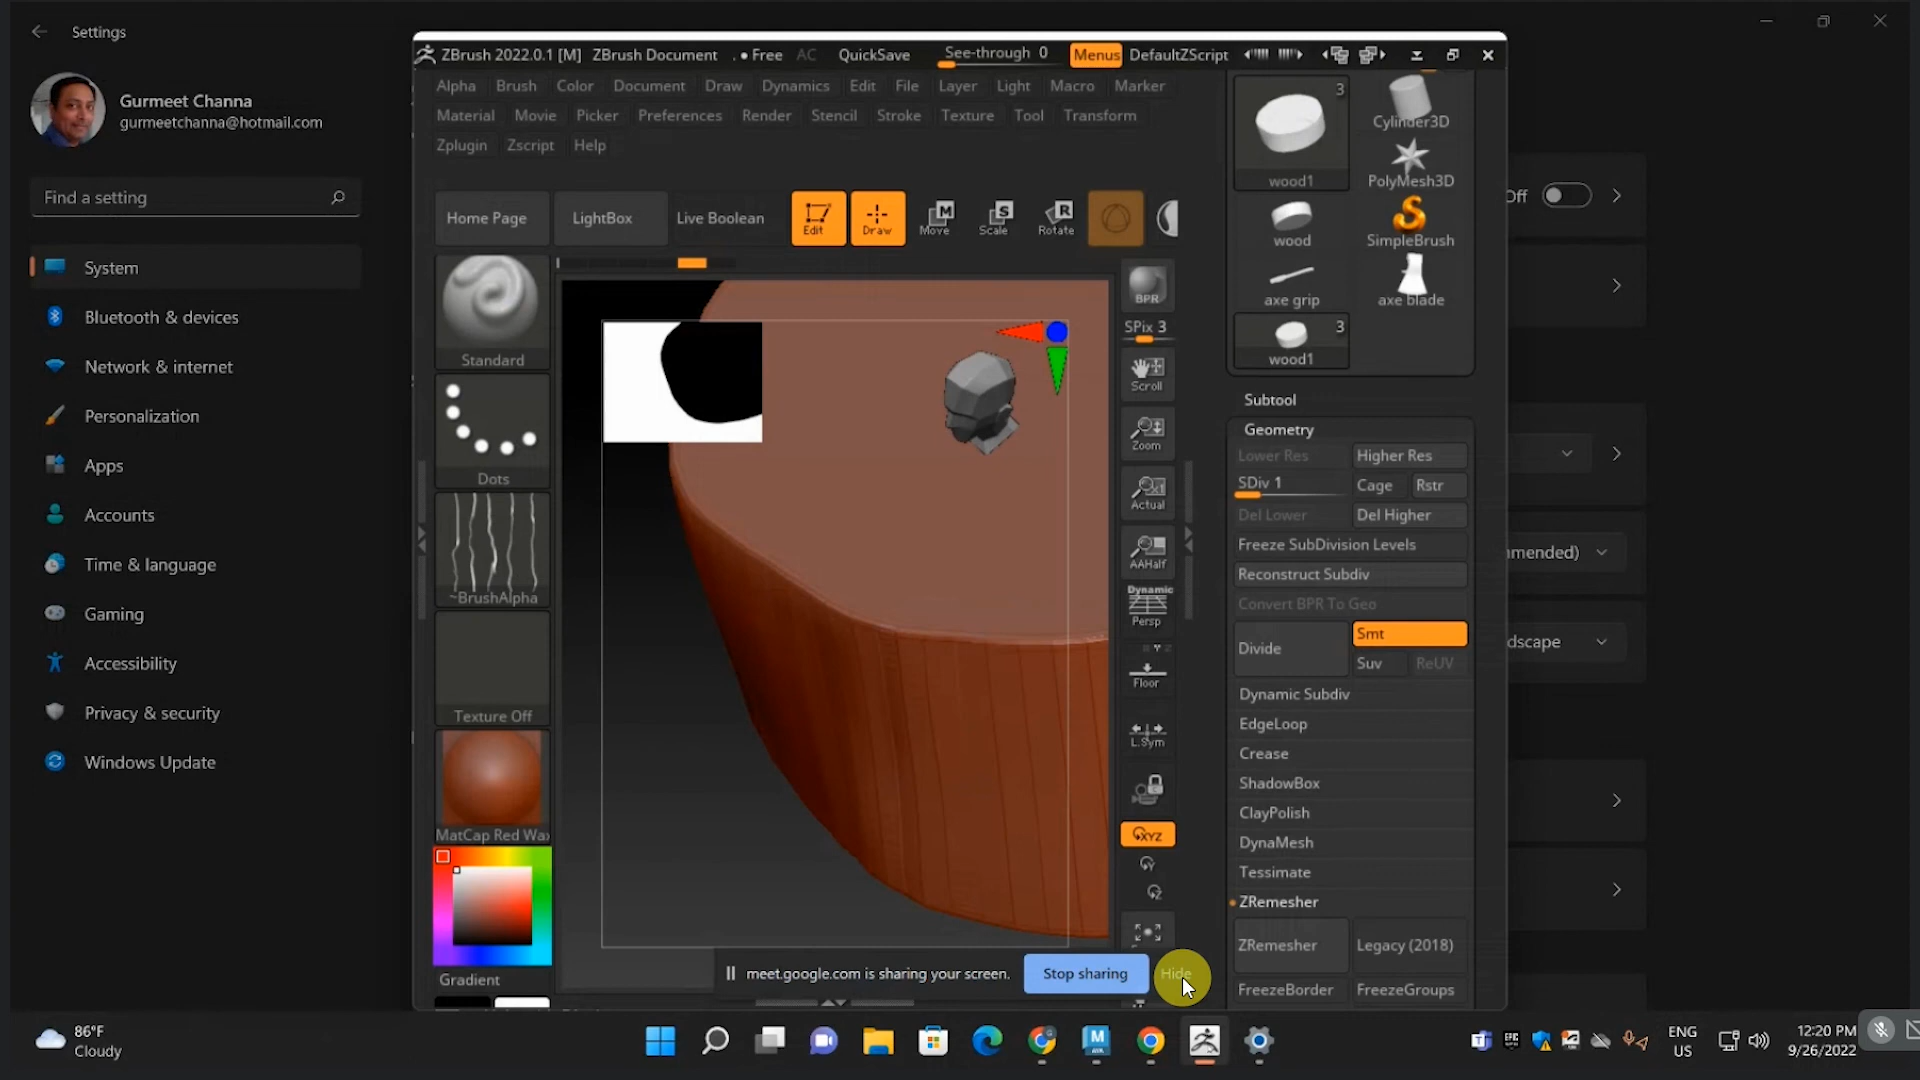 Settings
Gurmeet Channa
gurmeetchanna@hotmail.com
Find a setting
System
Bluetooth & devices
Network & internet
Personalization
Apps
Accounts
Time & language
Gaming
Accessibility
Privacy & security
Windows Update
ZBrush 2022.0.1 [M] ZBrush Document . • Free AC QuickSave See-through 0 Menus DefaultZScript
Alpha Brush Color Document Draw Dynamics Edit File Layer Light Macro Marker
Material Movie Picker Preferences Render Stencil Stroke Texture Tool Transform
Zplugin Zscript Help
Home Page LightBox Live Boolean Edit Draw M Move S Scale R Rotate
Standard
Dots
~BrushAlpha
Texture Off
MatCap Red Wax
Gradient
BPR
SPix 3
Scroll
Zoom
Actual
AAHalf
Dynamic
Persp
Floor
L.Sym
XYZ
Y
Z
3
wood1
Cylinder3D
PolyMesh3D
wood
SimpleBrush
axe grip
axe blade
3
wood1
Subtool
Geometry
Lower Res Higher Res
SDiv 1 Cage Rstr
Del Lower Del Higher
Freeze SubDivision Levels
Reconstruct Subdiv
Convert BPR To Geo
Divide Smt
Suv ReUV
Dynamic Subdiv
EdgeLoop
Crease
ShadowBox
ClayPolish
DynaMesh
Tessimate
ZRemesher
ZRemesher Legacy (2018)
FreezeBorder FreezeGroups
Off
mmended)
dscape
meet.google.com is sharing your screen. Stop sharing Hide
86°F
Cloudy
ENG
US
12:20 PM
9/26/2022